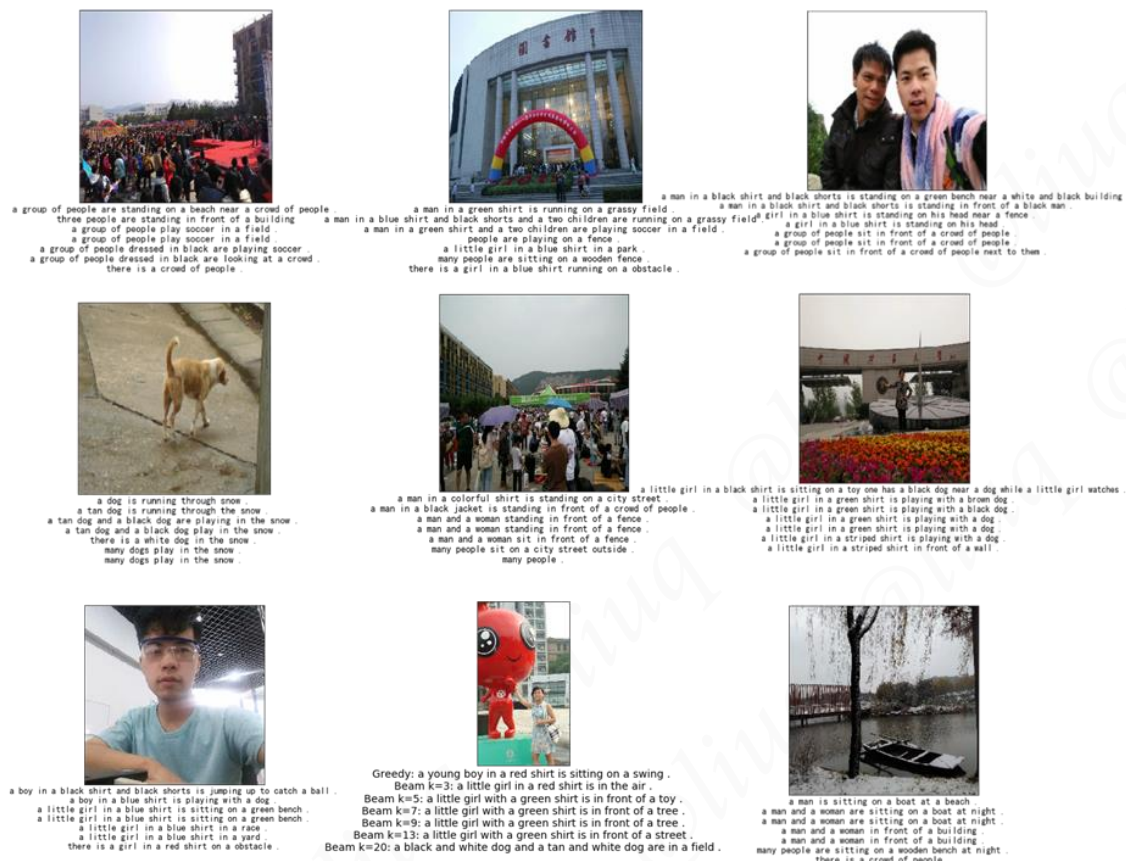 a group of people are standing on a beach near a crowd of people .
three people are standing in front of a building
a group of people play soccer in a field .
a group of people play soccer in a field .
a group of people dressed in black are playing soccer .
a group of people dressed in black are looking at a crowd .
there is a crowd of people .
图书馆
a man in a green shirt is running on a grassy field .
a man in a blue shirt and black shorts and a two children are running on a grassy field .
a man in a green shirt and a two children are playing soccer in a field .
people are playing on a fence .
a little girl in a blue shirt in a park .
many people are sitting on a wooden fence .
there is a girl in a blue shirt running on a obstacle .
a man in a black shirt and black shorts is standing on a green bench near a white and black building
a man in a black shirt and black shorts is standing in front of a black man .
a girl in a blue shirt is standing on his head near a fence .
a girl in a blue shirt is standing on his head .
a group of people sit in front of a crowd of people .
a group of people sit in front of a crowd of people .
a group of people sit in front of a crowd of people next to them .
a dog is running through snow .
a tan dog is running through the snow .
a tan dog and a black dog are playing in the snow .
a tan dog and a black dog play in the snow .
there is a white dog in the snow .
many dogs play in the snow .
many dogs play in the snow .
a man in a colorful shirt is standing on a city street .
a man in a black jacket is standing in front of a crowd of people .
a man and a woman standing in front of a fence .
a man and a woman standing in front of a fence .
a man and a woman sit in front of a fence .
many people sit on a city street outside .
many people .
a little girl in a black shirt is sitting on a toy one has a black dog near a dog while a little girl watches .
a little girl in a green shirt is playing with a brown dog .
a little girl in a green shirt is playing with a black dog .
a little girl in a green shirt is playing with a dog .
a little girl in a green shirt is playing with a dog .
a little girl in a striped shirt is playing with a dog .
a little girl in a striped shirt in front of a wall .
a boy in a black shirt and black shorts is jumping up to catch a ball .
a boy in a blue shirt is playing with a dog .
a little girl in a blue shirt is sitting on a green bench .
a little girl in a blue shirt is sitting on a green bench .
a little girl in a blue shirt in a race .
a little girl in a blue shirt in a yard .
there is a girl in a red shirt on a obstacle .
Greedy: a young boy in a red shirt is sitting on a swing .
Beam k=3: a little girl in a red shirt is in the air .
Beam k=5: a little girl with a green shirt is in front of a toy .
Beam k=7: a little girl with a green shirt is in front of a tree .
Beam k=9: a little girl with a green shirt is in front of a tree .
Beam k=13: a little girl with a green shirt is in front of a street .
Beam k=20: a black and white dog and a tan and white dog are in a field .
a man is sitting on a boat at a beach .
a man and a woman are sitting on a boat at night .
a man and a woman are sitting on a boat at night .
a man and a woman in front of a building .
many people are sitting on a wooden bench at night .
there is a crowd of people